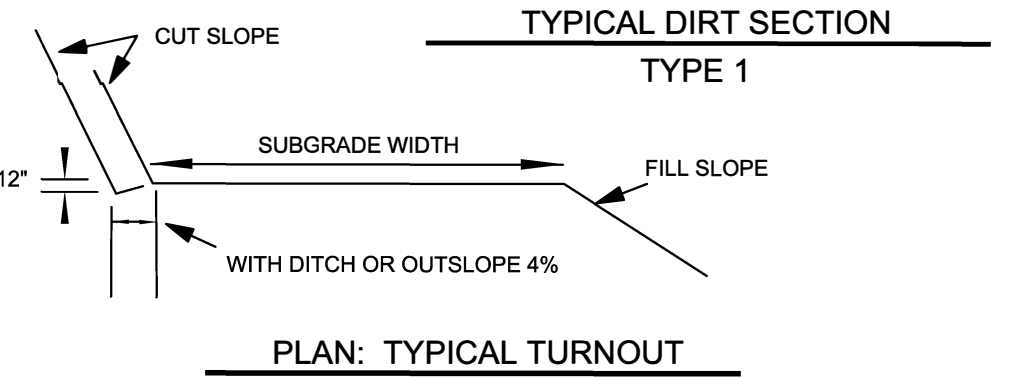 TYPICAL DIRT SECTION
TYPE 1
CUT SLOPE
SUBGRADE WIDTH
FILL SLOPE
12"
WITH DITCH OR OUTSLOPE 4%
PLAN: TYPICAL TURNOUT